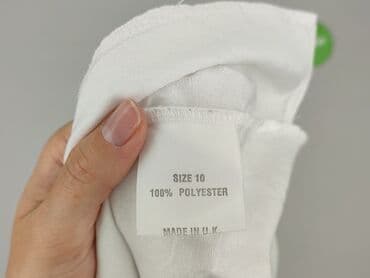 SIZE 10
100% POLYESTER
MADE IN U.K.